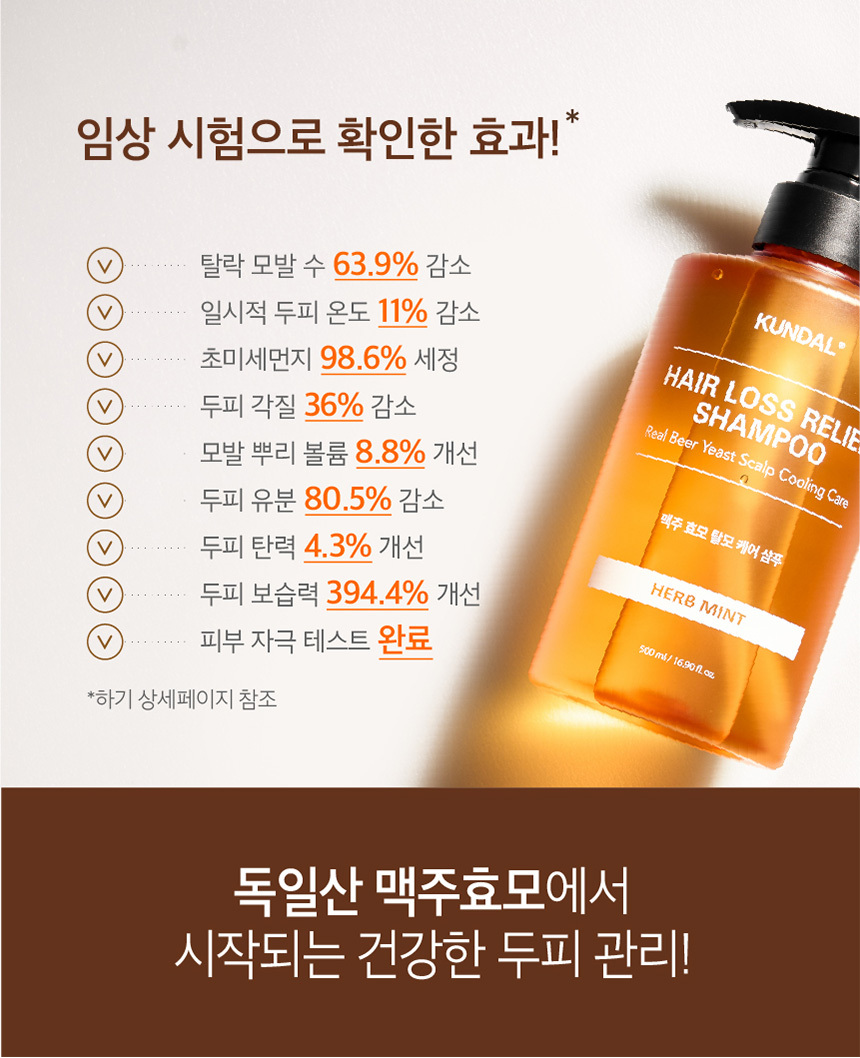 임상 시험으로 확인한 효과!*
탈락 모발 수 63.9% 감소
일시적 두피 온도 11% 감소
초미세먼지 98.6% 세정
두피 각질 36% 감소
모발 뿌리 볼륨 8.8% 개선
두피 유분 80.5% 감소
두피 탄력 4.3% 개선
두피 보습력 394.4% 개선
피부 자극 테스트 완료
*하기 상세페이지 참조
KUNDAL
HAIR LOSS RELIE
SHAMPOO
Real Beer Yeast Scalp Cooling Care
맥주 효모 탈모 케어 샴푸
HERB MINT
500 ml / 16.90 fl. oz.
독일산 맥주효모에서
시작되는 건강한 두피 관리!